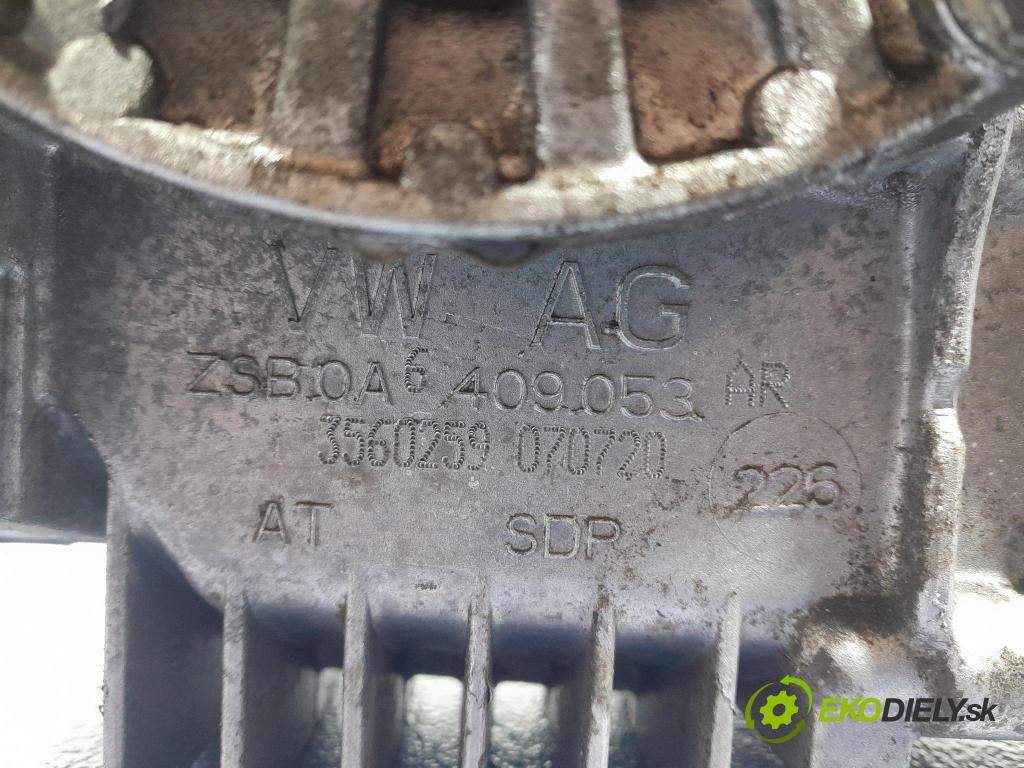 VW AG
ZSB 0A6 409.053 AR
3560259 070720
226
AT SDP
EKODIELY.sk